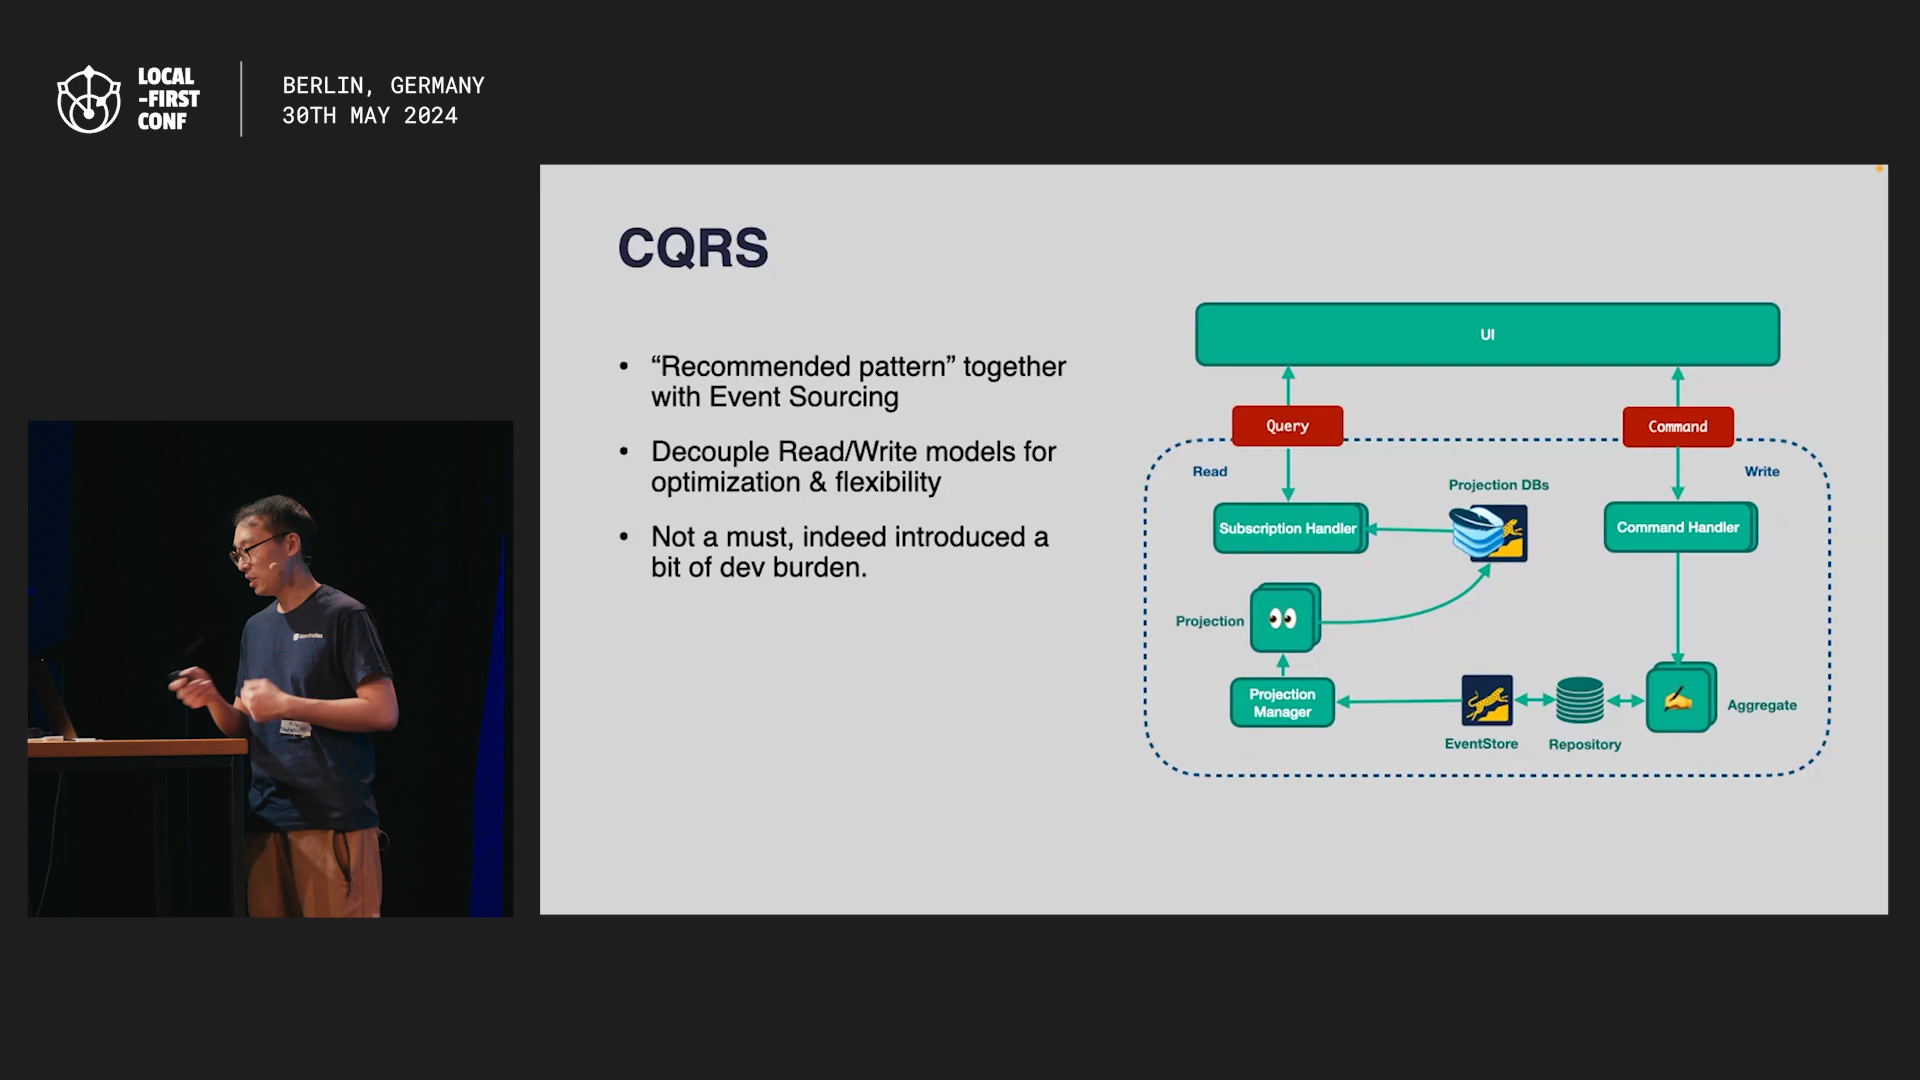 LOCAL
-FIRST
CONF
BERLIN, GERMANY
30TH MAY 2024
CQRS
• “Recommended pattern” together
with Event Sourcing
• Decouple Read/Write models for
optimization & flexibility
• Not a must, indeed introduced a
bit of dev burden.
UI
Query
Command
Read
Write
Projection DBs
Subscription Handler
Command Handler
Projection
Projection
Manager
EventStore
Repository
Aggregate